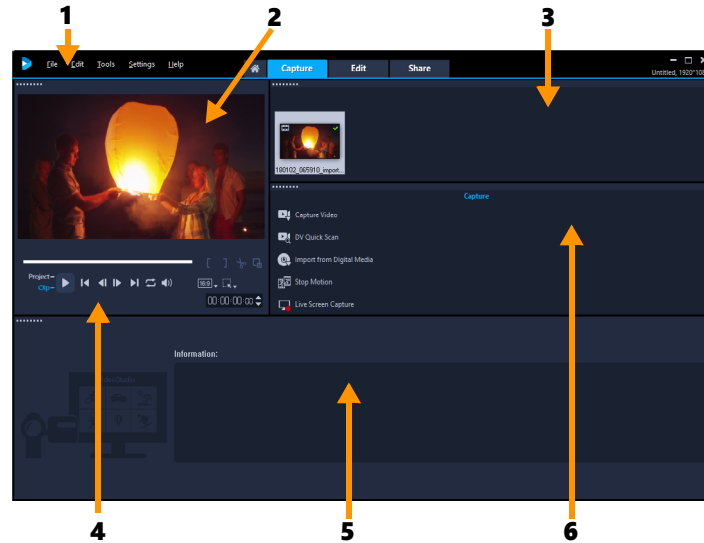 1 2 3
File Edit Tools Settings Help
Capture Edit Share
Untitled, 1920*108
180102_065910_import...
Capture
Capture Video
DV Quick Scan
Import from Digital Media
Stop Motion
Live Screen Capture
Project-
Clip-
16:9
00:00:00:00
Information:
4 5 6